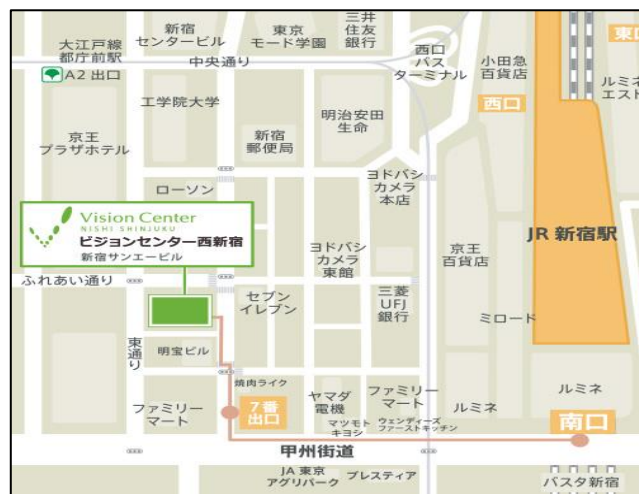 大江戸線
都庁前駅
A2 出口
新宿
センタービル
東京
モード学園
三井
住友
銀行
中央通り
西口
バス
ターミナル
小田急
百貨店
東口
ルミネ
エスト
西口
工学院大学
京王
プラザホテル
新宿
郵便局
明治安田
生命
ローソン
ヨドバシ
カメラ
本店
Vision Center
NISHI SHINJUKU
ビジョンセンター西新宿
新宿サンエービル
ヨドバシ
カメラ
東館
京王
百貨店
JR 新宿駅
ふれあい通り
セブン
イレブン
三菱
UFJ
銀行
ミロード
東通り
明宝ビル
焼肉ライク
ファミリー
マート
7番
出口
ヤマダ
電機
マツモト
キヨシ
ファミリー
マート
ウェンディーズ
ファーストキッチン
ルミネ
ルミネ
南口
甲州街道
JA 東京
アグリパーク
プレスティア
バスタ新宿